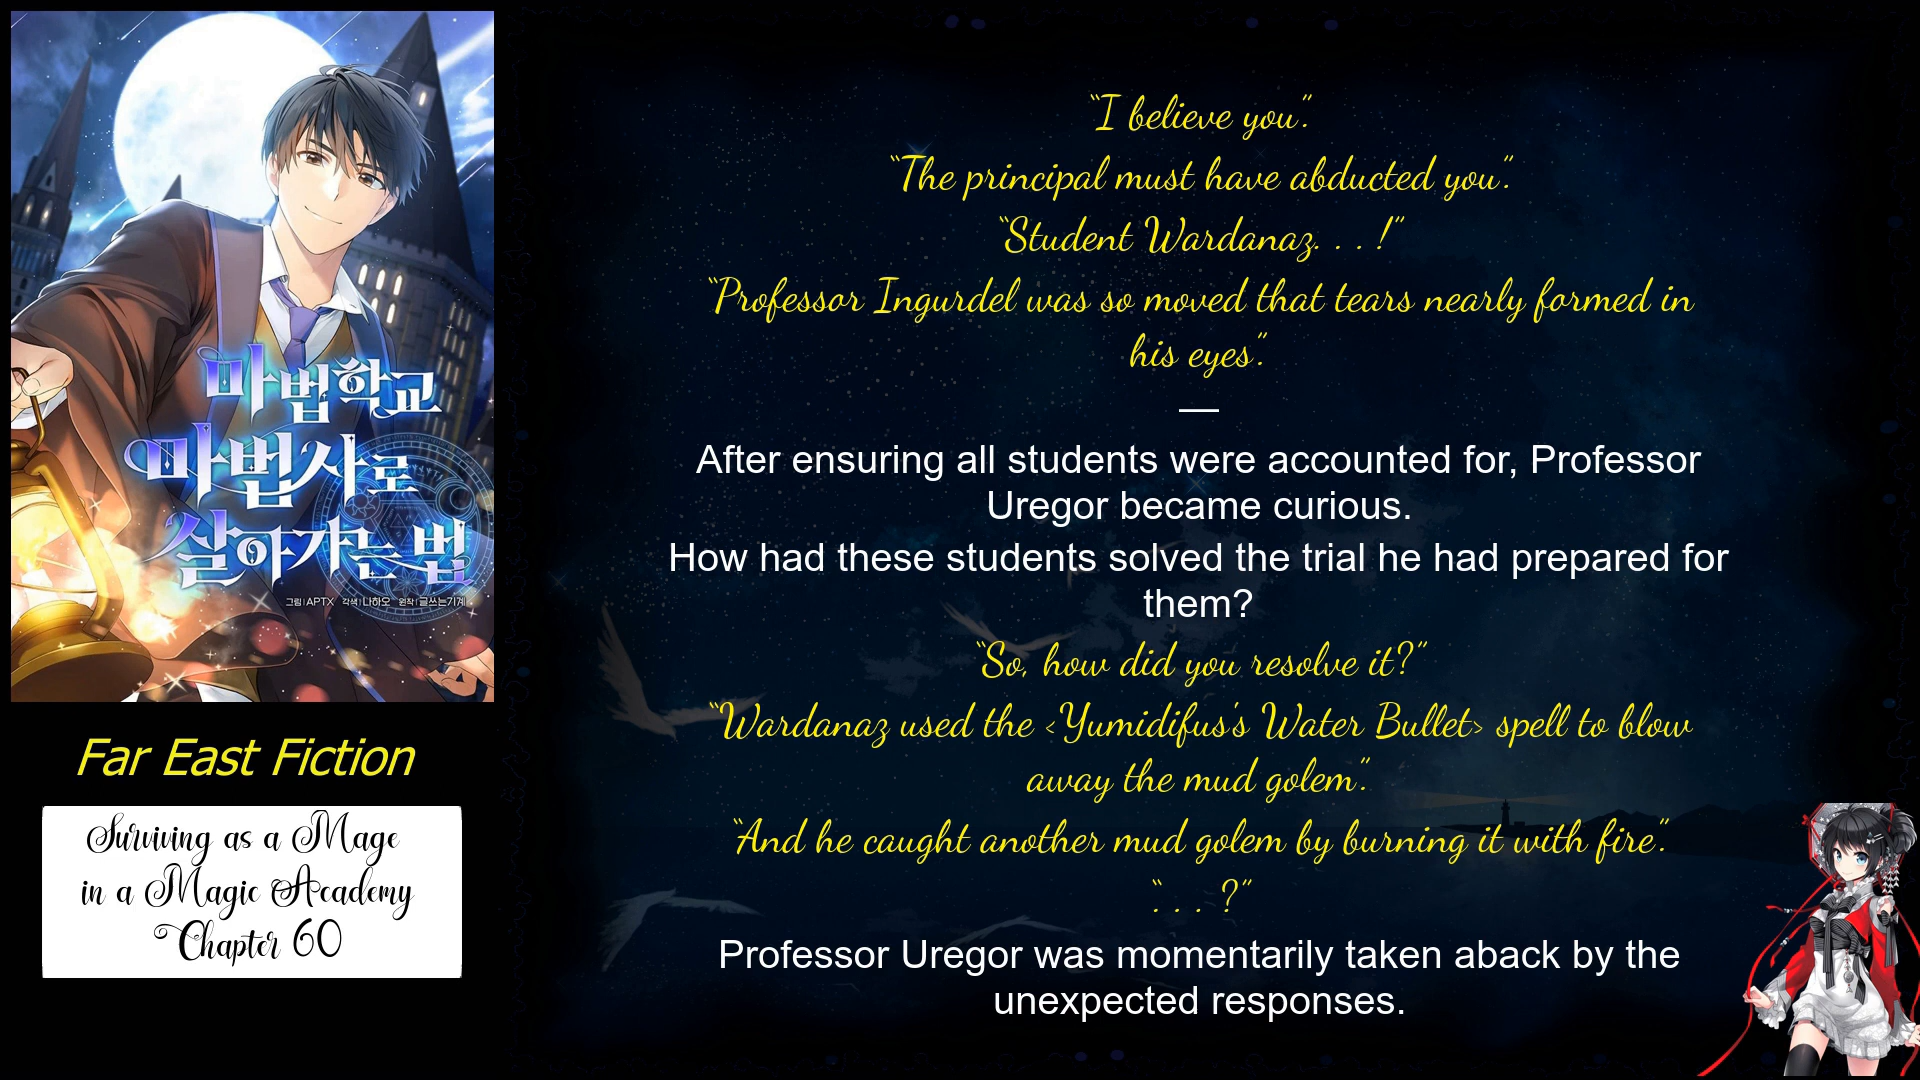 마법학교
마법사로
살아가는 법
그림|APTX 각색|나하오 원작|글쓰는기계
Far East Fiction
Surviving as a Mage
in a Magic Academy
Chapter 60
“I believe you”.
“The principal must have abducted you”.
“Student Wardanaz. . . !”
“Professor Ingurdel was so moved that tears nearly formed in
his eyes”.
—
After ensuring all students were accounted for, Professor
Uregor became curious.
How had these students solved the trial he had prepared for
them?
“So, how did you resolve it?”
“Wardanaz used the <Yumidifus's Water Bullet> spell to blow
away the mud golem”.
“And he caught another mud golem by burning it with fire”.
“. . . ?”
Professor Uregor was momentarily taken aback by the
unexpected responses.